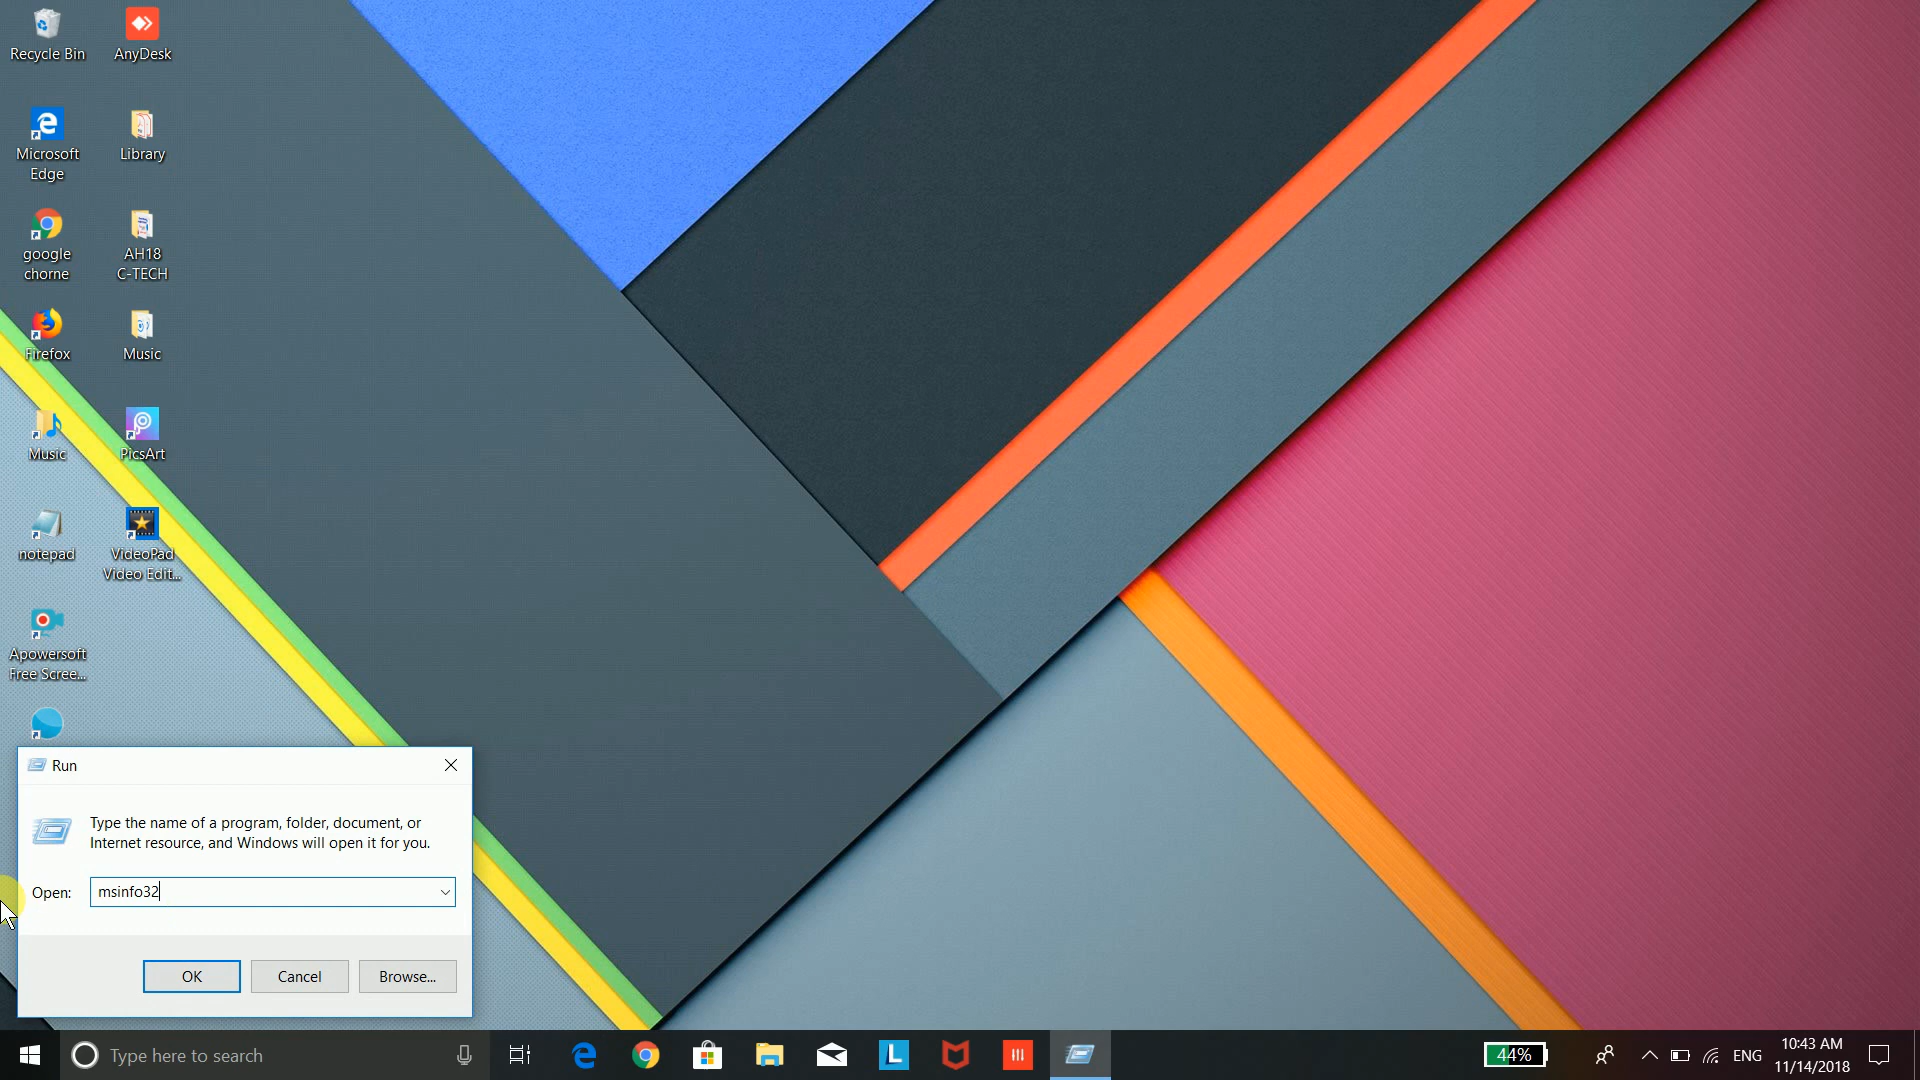 Recycle Bin
AnyDesk
Microsoft
Edge
Library
google
chorne
AH18
C-TECH
Firefox
Music
Music
PicsArt
notepad
VideoPad
Video Edit...
Apowersoft
Free Scree...
Run
Type the name of a program, folder, document, or
Internet resource, and Windows will open it for you.
Open:
msinfo32
OK
Cancel
Browse...
Type here to search
44%
ENG
10:43 AM
11/14/2018